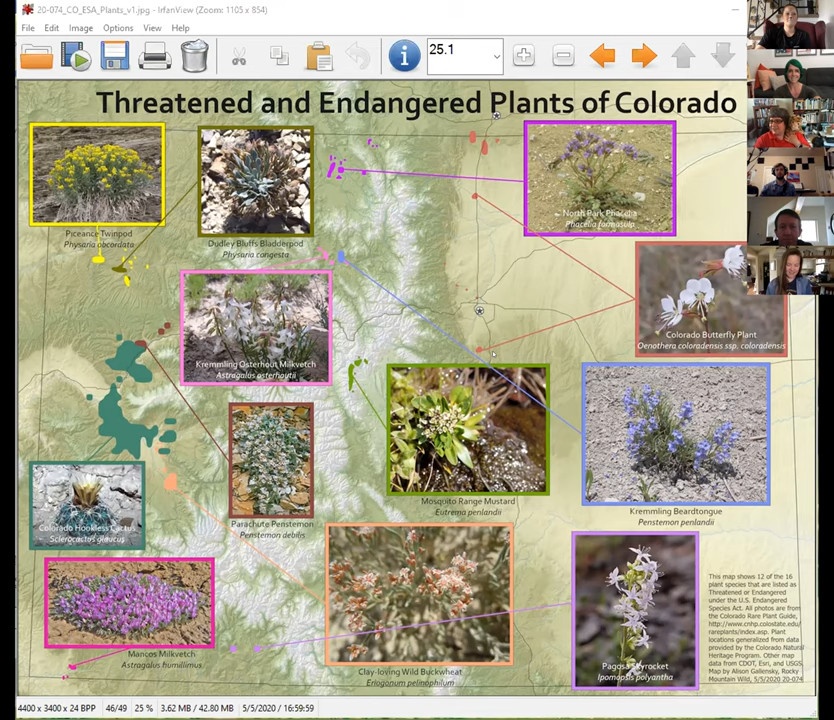 20-074_CO_ESA_Plants_v1.jpg - IrfanView (Zoom: 1105 x 854)
File Edit Image Options View Help
25.1
Threatened and Endangered Plants of Colorado
Piceance Twinpod
Physaria obcordata
Dudley Bluffs Bladderpod
Physaria congesta
North Park Phacelia
Phacelia formosula
Kremmling Osterhout Milkvetch
Astragalus osterhoutii
Colorado Butterfly Plant
Oenothera coloradensis ssp. coloradensis
Mosquito Range Mustard
Eutrema penlandii
Kremmling Beardtongue
Penstemon penlandii
Colorado Hookless Cactus
Sclerocactus glaucus
Parachute Penstemon
Penstemon debilis
Mancos Milkvetch
Astragalus humillimus
Clay-loving Wild Buckwheat
Eriogonum pelinophilum
Pagosa Skyrocket
Ipomopsis polyantha
This map shows 12 of the 16
plant species that are listed as
Threatened or Endangered
under the U.S. Endangered
Species Act. All photos are from
the Colorado Rare Plant Guide,
http://www.cnhp.colostate.edu/
rareplants/index.asp. Plant
locations generalized from data
provided by the Colorado Natural
Heritage Program. Other map
data from CDOT, Esri, and USGS.
Map by Alison Gallensky, Rocky
Mountain Wild, 5/5/2020 20-074
4400 x 3400 x 24 BPP 46/49 25 % 3.62 MB / 42.80 MB 5/5/2020 / 16:59:59